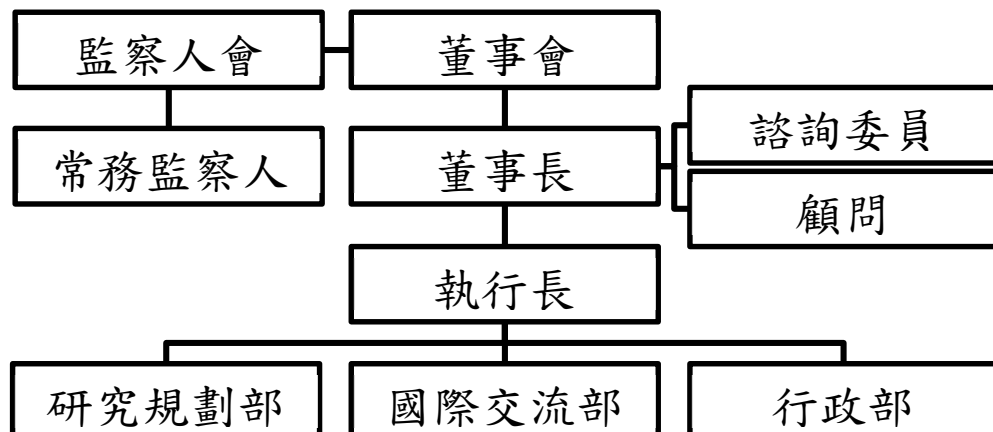 監察人會
董事會
常務監察人
董事長
諮詢委員
顧問
執行長
研究規劃部
國際交流部
行政部